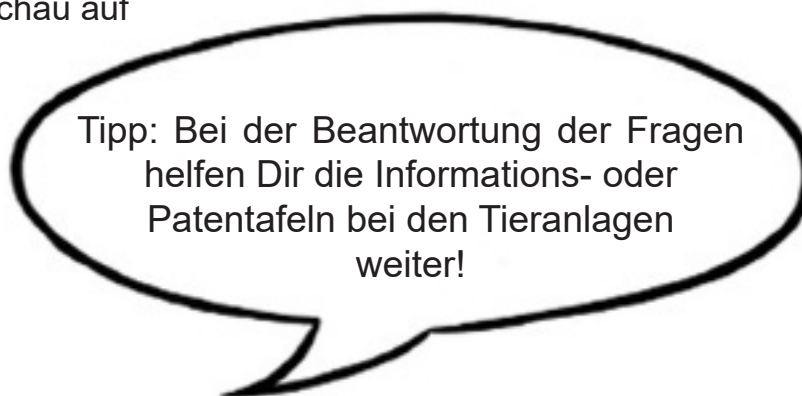 chau auf
Tipp: Bei der Beantwortung der Fragen
helfen Dir die Informations- oder
Patentafeln bei den Tieranlagen
weiter!